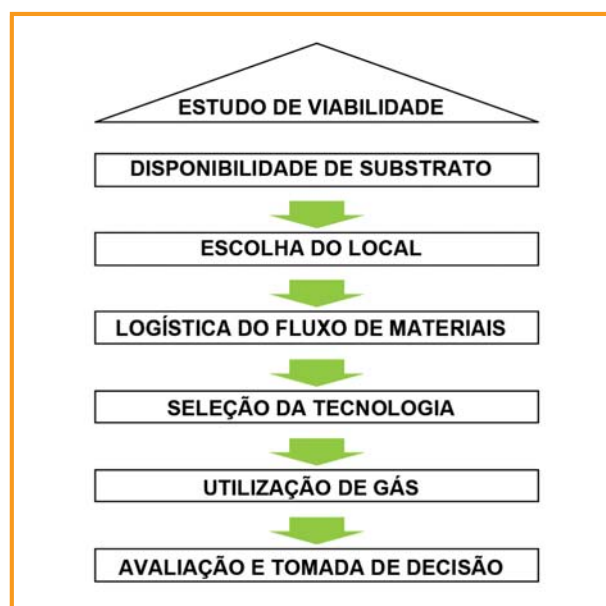 ESTUDO DE VIABILIDADE
DISPONIBILIDADE DE SUBSTRATO
ESCOLHA DO LOCAL
LOGÍSTICA DO FLUXO DE MATERIAIS
SELEÇÃO DA TECNOLOGIA
UTILIZAÇÃO DE GÁS
AVALIAÇÃO E TOMADA DE DECISÃO